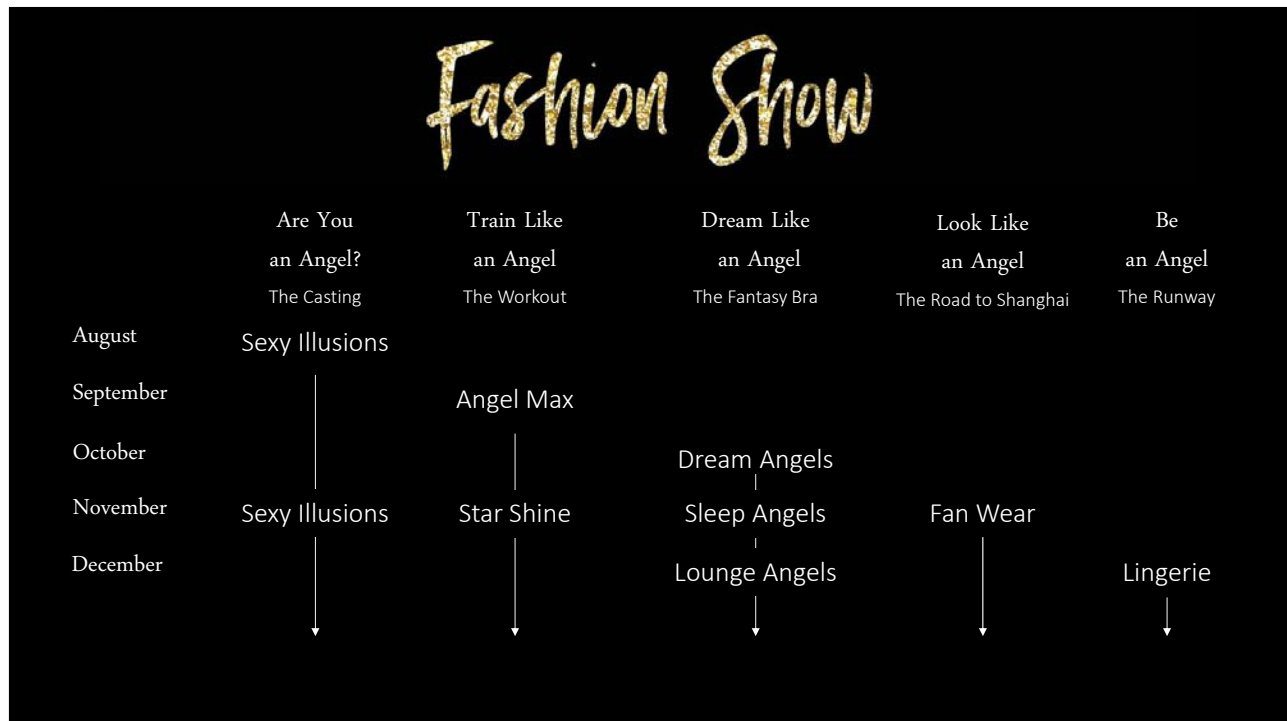 Fashion Show
Are You
an Angel?
The Casting
Train Like
an Angel
The Workout
Dream Like
an Angel
The Fantasy Bra
Look Like
an Angel
The Road to Shanghai
Be
an Angel
The Runway
August
Sexy Illusions
September
Angel Max
October
Dream Angels
November
Sexy Illusions
Star Shine
Sleep Angels
Fan Wear
December
Lounge Angels
Lingerie